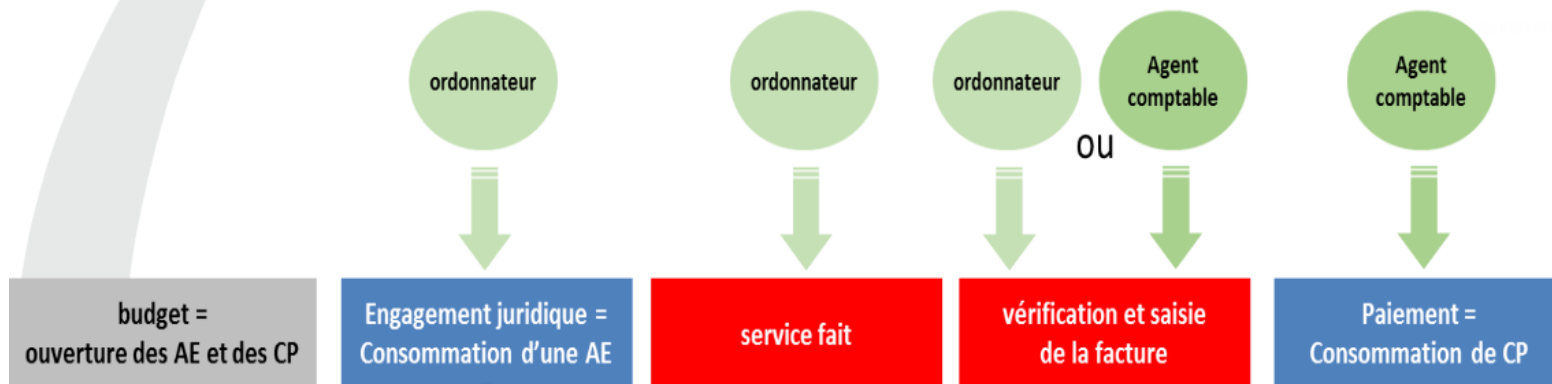 ordonnateur
ordonnateur
ordonnateur
ou
Agent
comptable
Agent
comptable
budget =
ouverture des AE et des CP
Engagement juridique =
Consommation d'une AE
service fait
vérification et saisie
de la facture
Paiement =
Consommation de CP